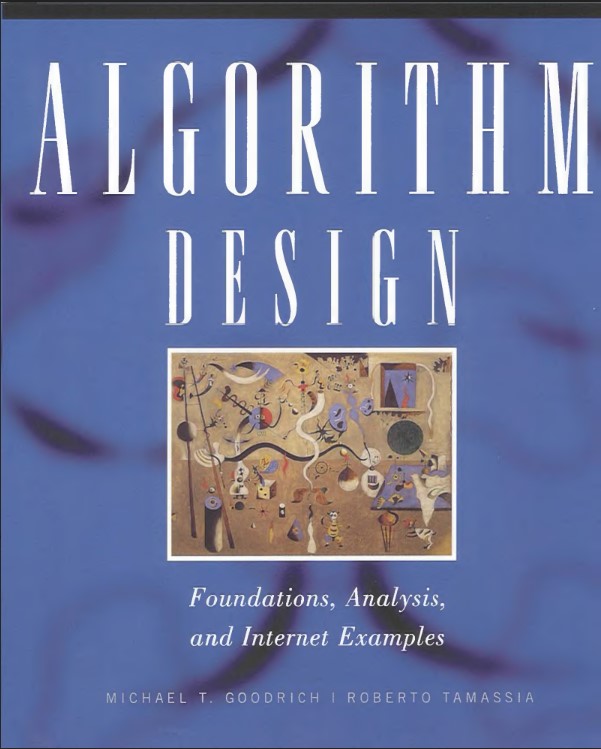 ALGORITHM
DESIGN
Foundations, Analysis,
and Internet Examples
MICHAEL T. GOODRICH | ROBERTO TAMASSIA